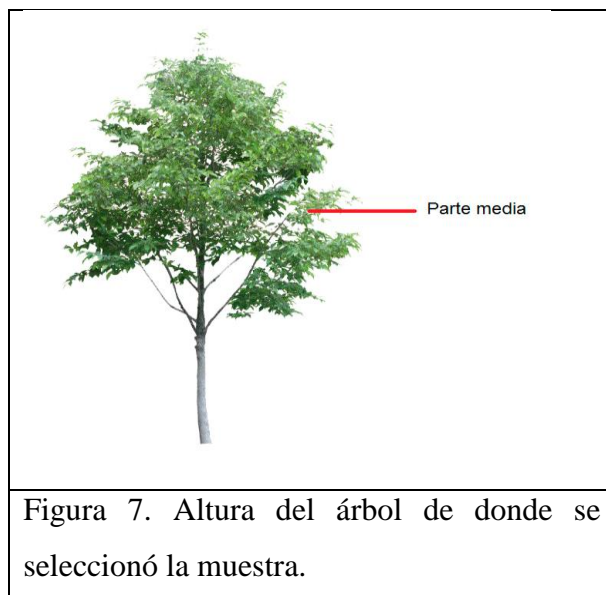 Parte media
Figura 7. Altura del árbol de donde se
seleccionó la muestra.